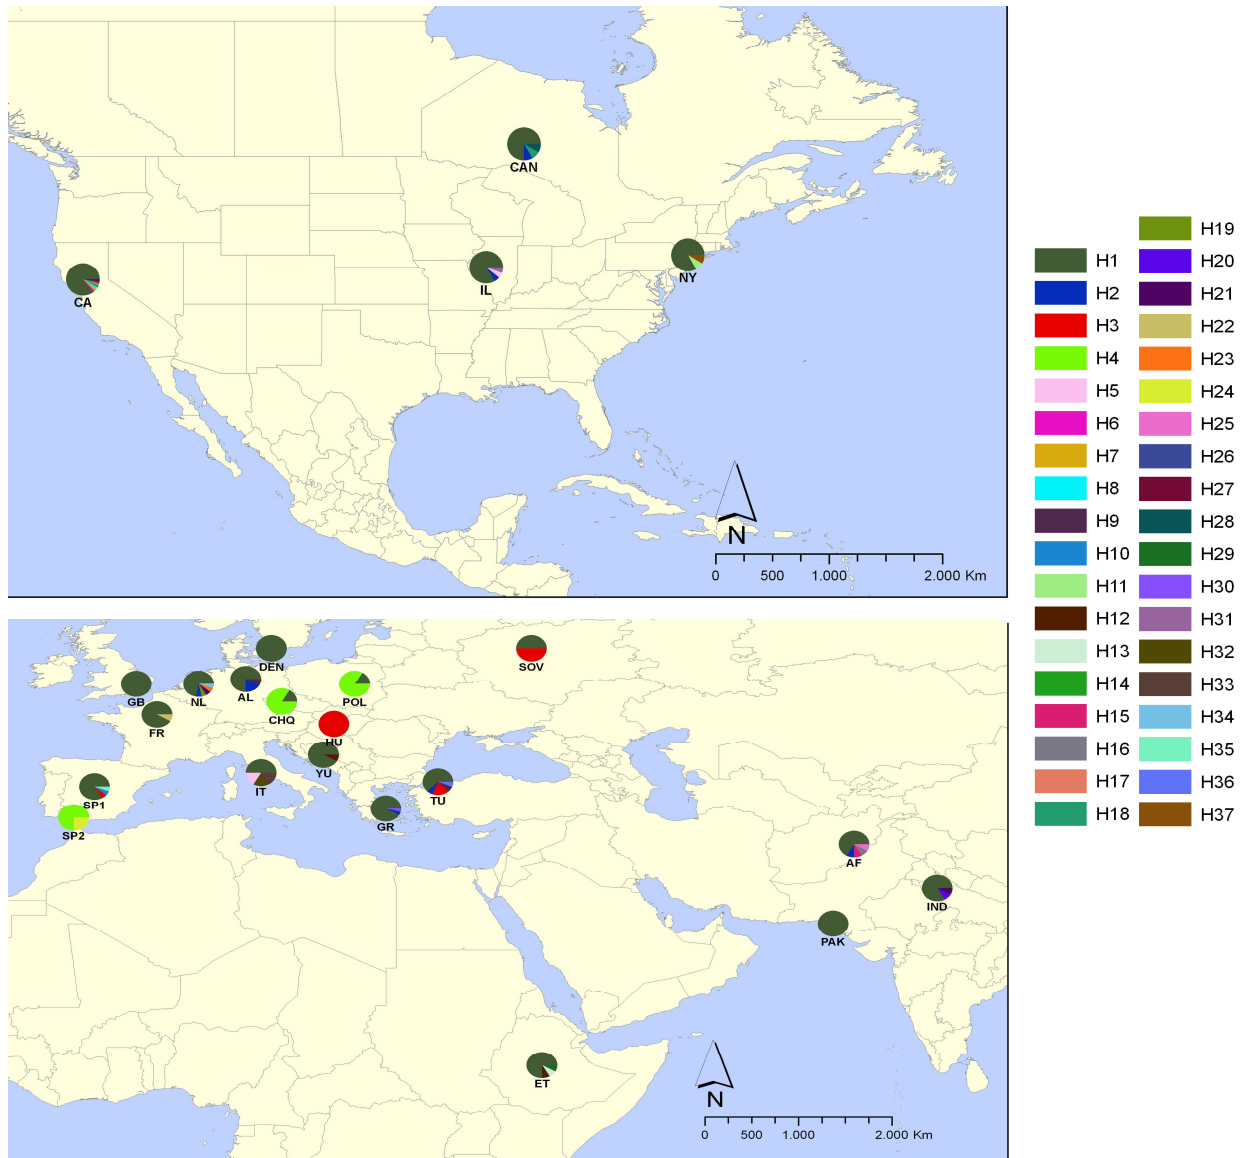 CAN
NY
IL
CA
N
0 500 1.000 2.000 Km
DEN
SOV
GB
NL
AL
POL
CHQ
FR
HU
YU
IT
SP1
TU
GR
SP2
AF
IND
PAK
ET
N
0 500 1.000 2.000 Km
H1
H2
H3
H4
H5
H6
H7
H8
H9
H10
H11
H12
H13
H14
H15
H16
H17
H18
H19
H20
H21
H22
H23
H24
H25
H26
H27
H28
H29
H30
H31
H32
H33
H34
H35
H36
H37